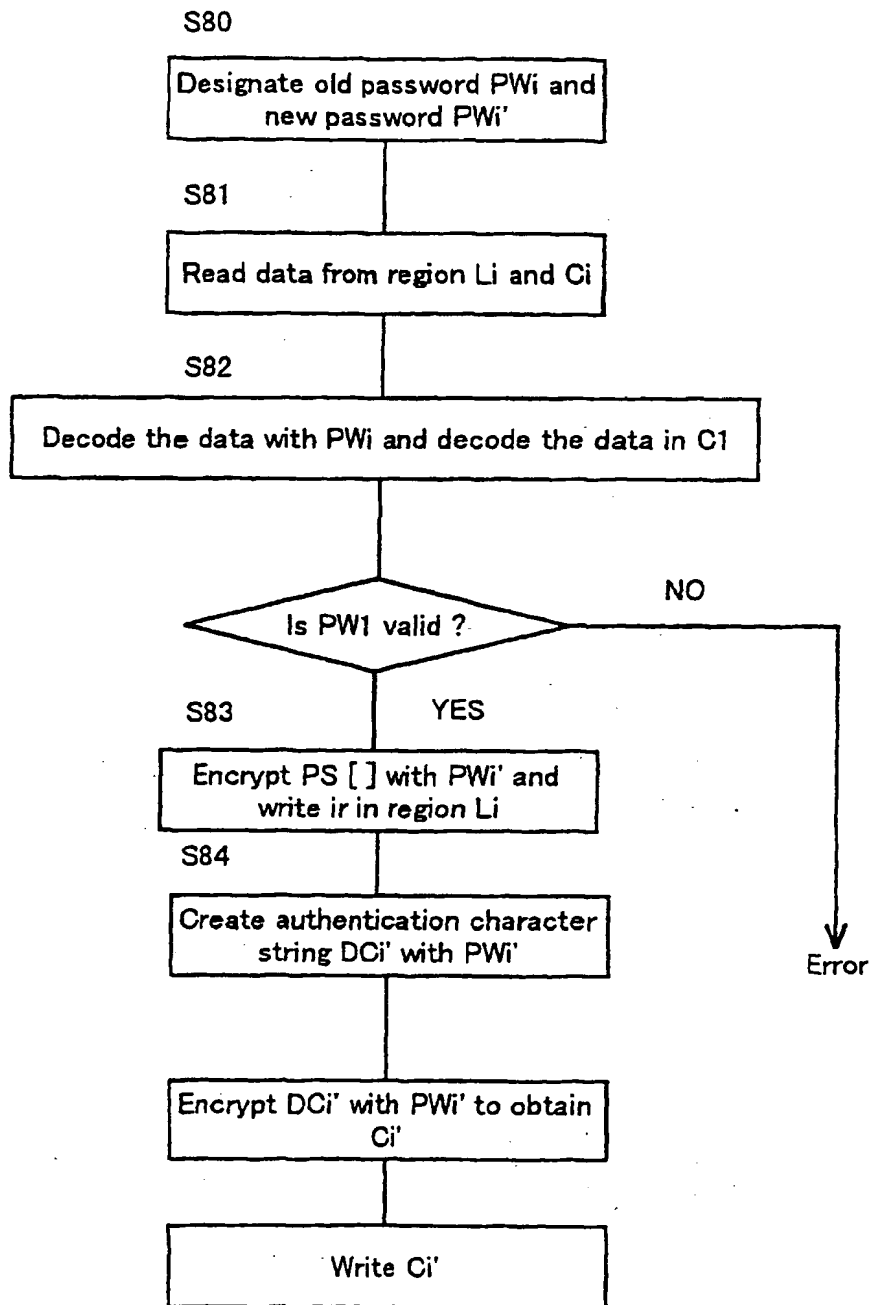 S80
Designate old password PWi and
new password PWi'
S81
Read data from region Li and Ci
S82
Decode the data with PWi and decode the data in C1
Is PW1 valid ?
NO
S83
YES
Encrypt PS [ ] with PWi' and
write ir in region Li
S84
Create authentication character
string DCi' with PWi'
Error
Encrypt DCi' with PWi' to obtain
Ci'
Write Ci'